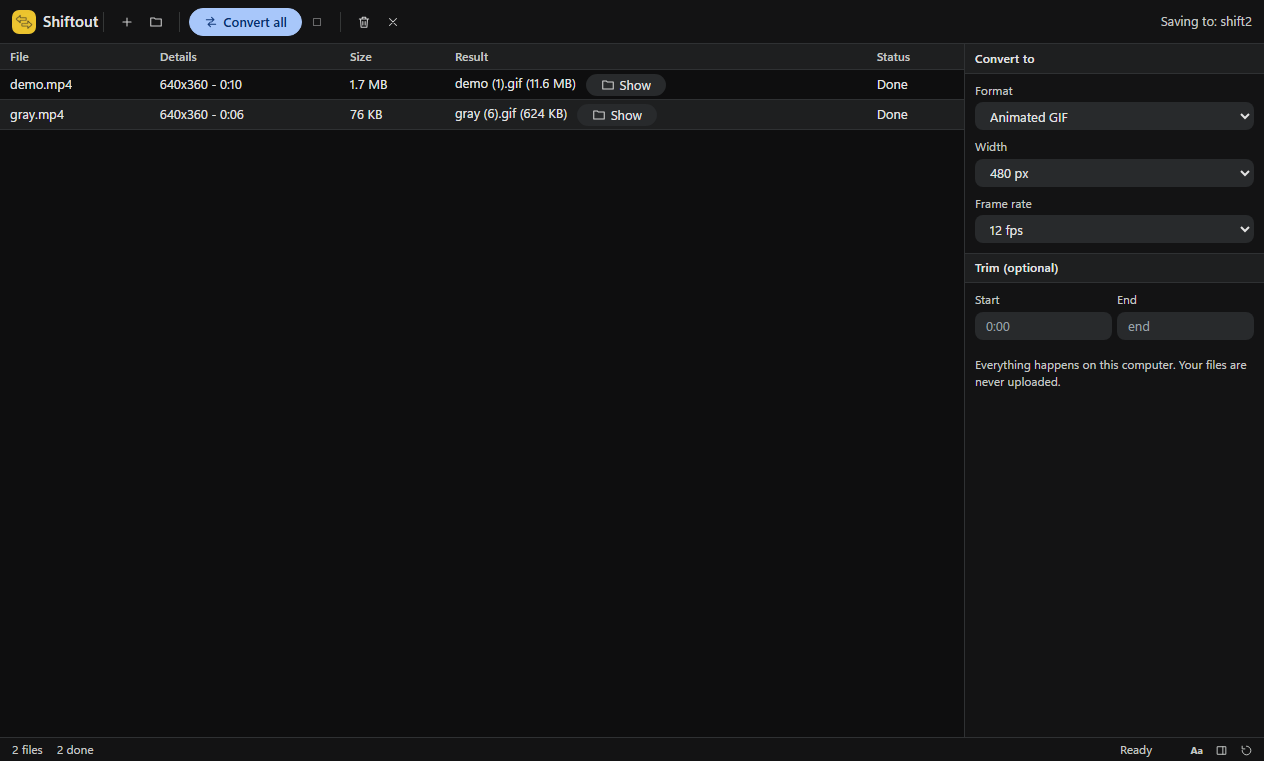 Shiftout Convert all Saving to: shift2
File Details Size Result Status
demo.mp4 640x360 - 0:10 1.7 MB demo (1).gif (11.6 MB) Show Done
gray.mp4 640x360 - 0:06 76 KB gray (6).gif (624 KB) Show Done
Convert to
Format
Animated GIF
Width
480 px
Frame rate
12 fps
Trim (optional)
Start End
0:00 end
Everything happens on this computer. Your files are
never uploaded.
2 files 2 done Ready Aa